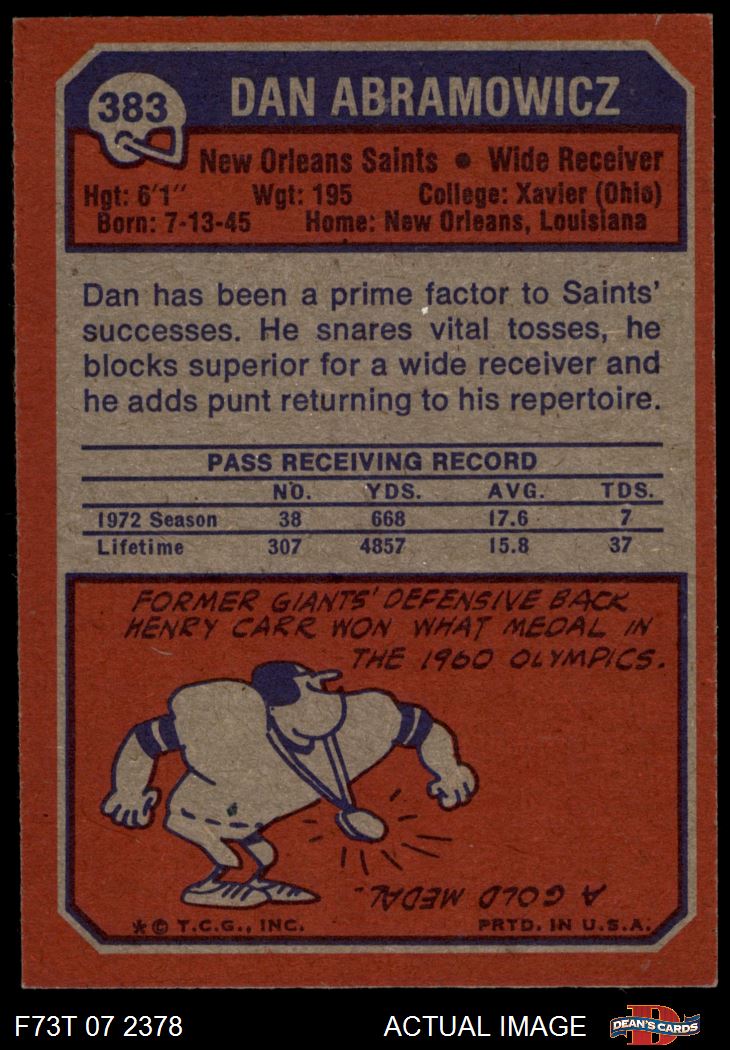 383
DAN ABRAMOWICZ
New Orleans Saints ● Wide Receiver
Hgt: 6'1" Wgt: 195 College: Xavier (Ohio)
Born: 7-13-45 Home: New Orleans, Louisiana
Dan has been a prime factor to Saints'
successes. He snares vital tosses, he
blocks superior for a wide receiver and
he adds punt returning to his repertoire.
PASS RECEIVING RECORD
NO. YDS. AVG. TDS.
1972 Season 38 668 17.6 7
Lifetime 307 4857 15.8 37
FORMER GIANTS' DEFENSIVE BACK
HENRY CARR WON WHAT MEDAL IN
THE 1960 OLYMPICS.
A GOLD MEDAL.
* © T.C.G., INC. PRTD. IN U.S.A.
F73T 07 2378 ACTUAL IMAGE DEAN'S CARDS